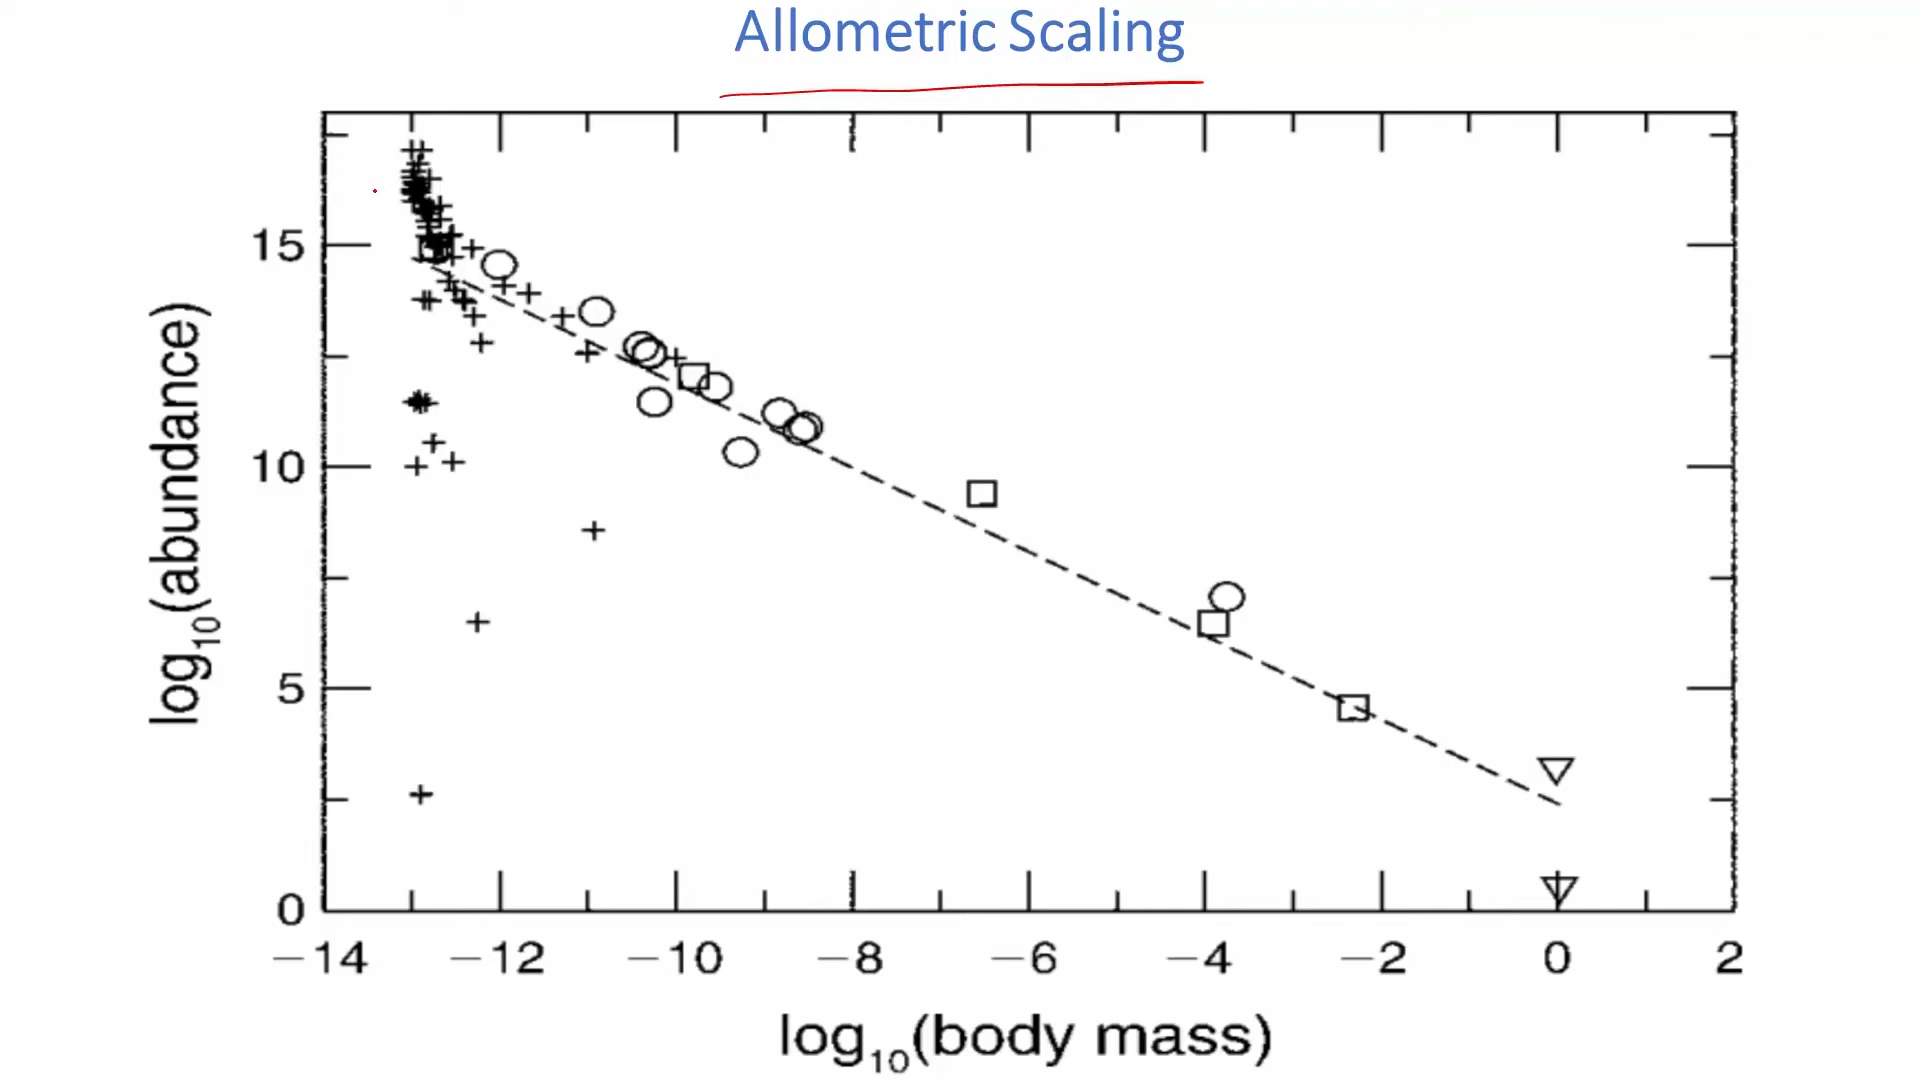 Allometric Scaling
15
10
5
0
log10(abundance)
−14 −12 −10 −8 −6 −4 −2 0 2
log10(body mass)